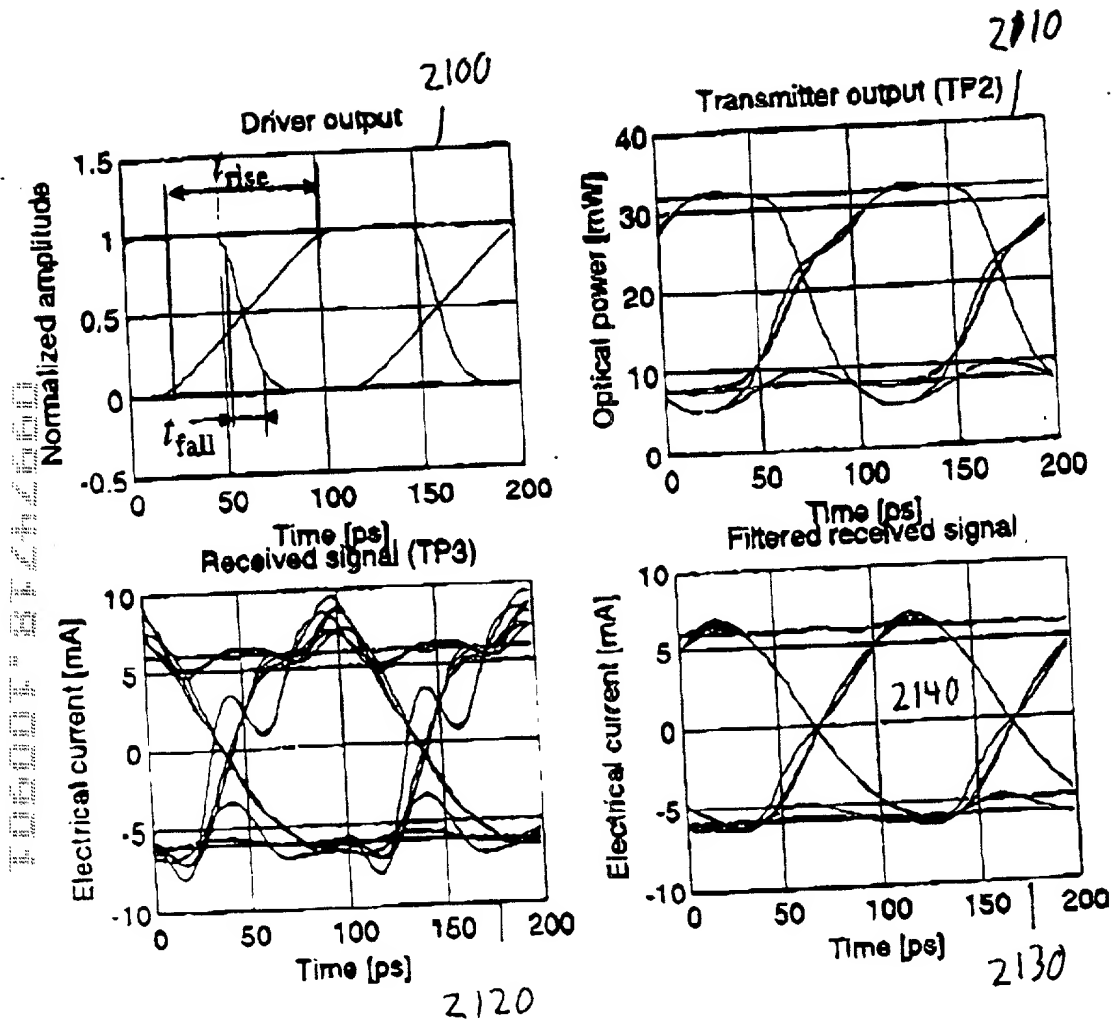 2100
Driver output
1.5
1
0.5
0
-0.5
Normalized amplitude
t rise
t fall
0 50 100 150 200
Time [ps]
2110
Transmitter output (TP2)
40
30
20
10
0
Optical power [mW]
0 50 100 150 200
Time [ps]
Received signal (TP3)
10
5
0
-5
-10
Electrical current [mA]
0 50 100 150 200
Time [ps]
2120
Filtered received signal
10
5
0
-5
-10
Electrical current [mA]
2140
0 50 100 150 200
Time [ps]
2130